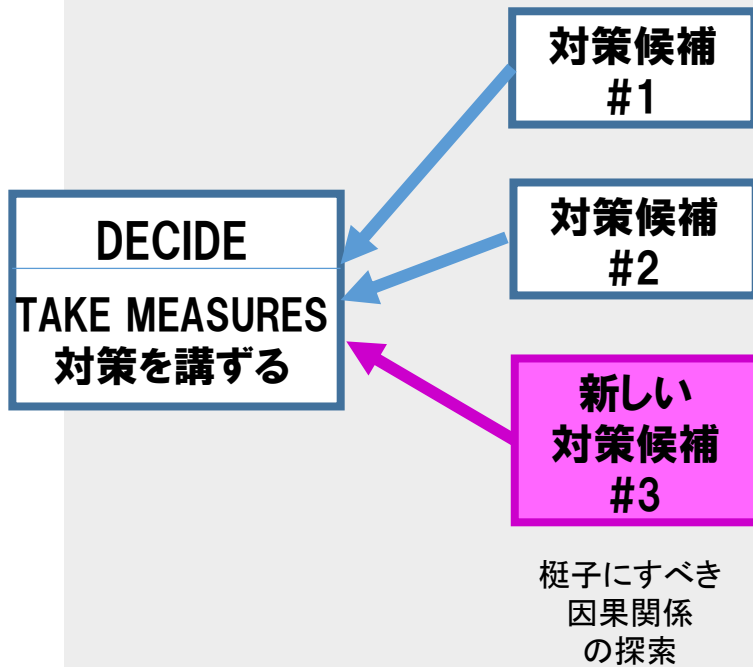 対策候補
#1
DECIDE
TAKE MEASURES
対策を講ずる
対策候補
#2
新しい
対策候補
#3
梃子にすべき
因果関係
の探索